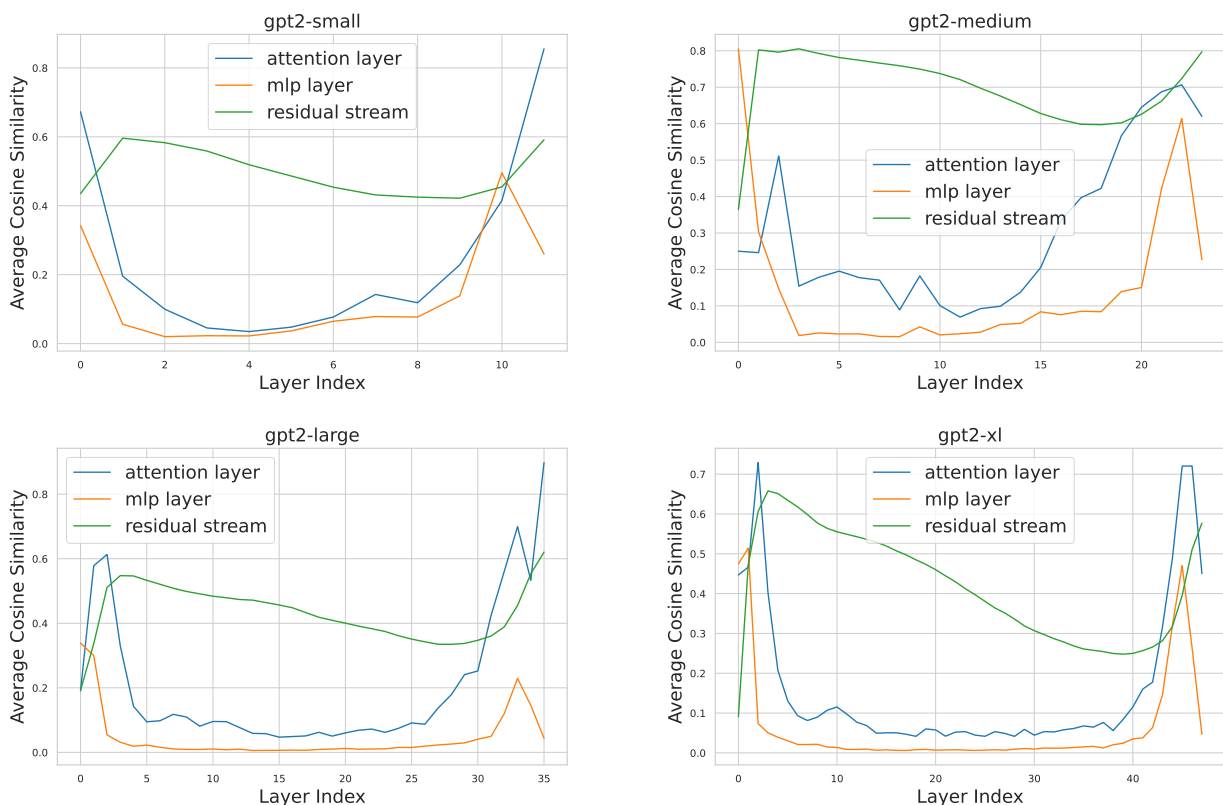 gpt2-small
Average Cosine Similarity
0.8
0.6
0.4
0.2
0.0
attention layer
mlp layer
residual stream
0 2 4 6 8 10
Layer Index
gpt2-medium
Average Cosine Similarity
0.8
0.7
0.6
0.5
0.4
0.3
0.2
0.1
0.0
attention layer
mlp layer
residual stream
0 5 10 15 20
Layer Index
gpt2-large
Average Cosine Similarity
0.8
0.6
0.4
0.2
0.0
attention layer
mlp layer
residual stream
0 5 10 15 20 25 30 35
Layer Index
gpt2-xl
Average Cosine Similarity
0.7
0.6
0.5
0.4
0.3
0.2
0.1
0.0
attention layer
mlp layer
residual stream
0 10 20 30 40
Layer Index